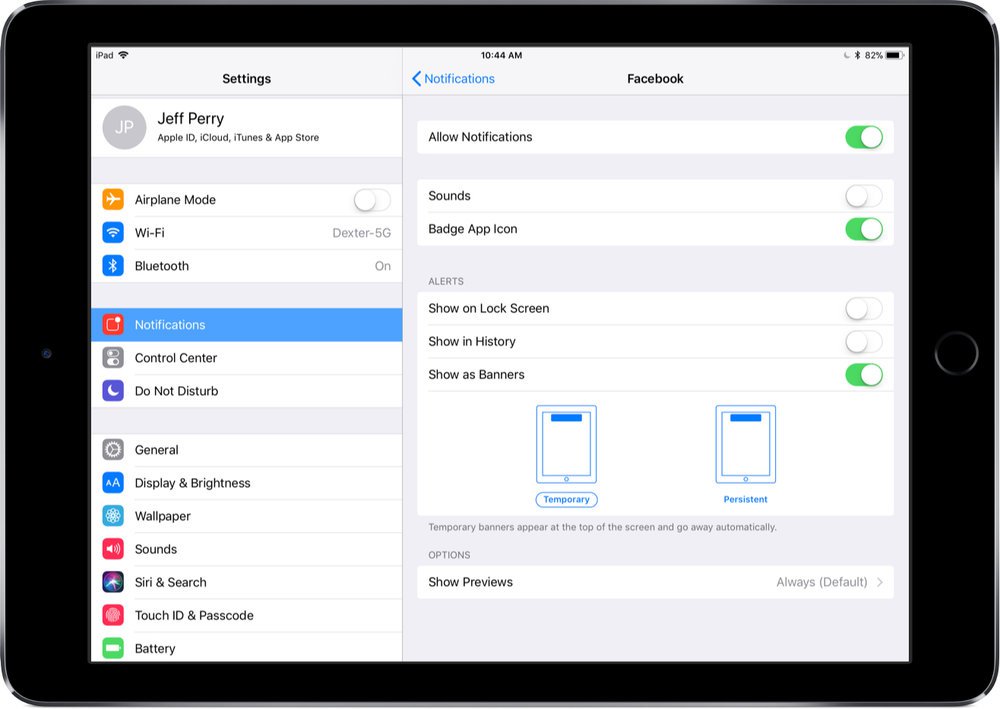 iPad
10:44 AM
82%
Settings
Notifications
Facebook
JP
Jeff Perry
Apple ID, iCloud, iTunes & App Store
Airplane Mode
Wi-Fi
Dexter-5G
Bluetooth
On
Notifications
Control Center
Do Not Disturb
General
AA
Display & Brightness
Wallpaper
Sounds
Siri & Search
Touch ID & Passcode
Battery
Allow Notifications
Sounds
Badge App Icon
ALERTS
Show on Lock Screen
Show in History
Show as Banners
Temporary
Persistent
Temporary banners appear at the top of the screen and go away automatically.
OPTIONS
Show Previews
Always (Default)